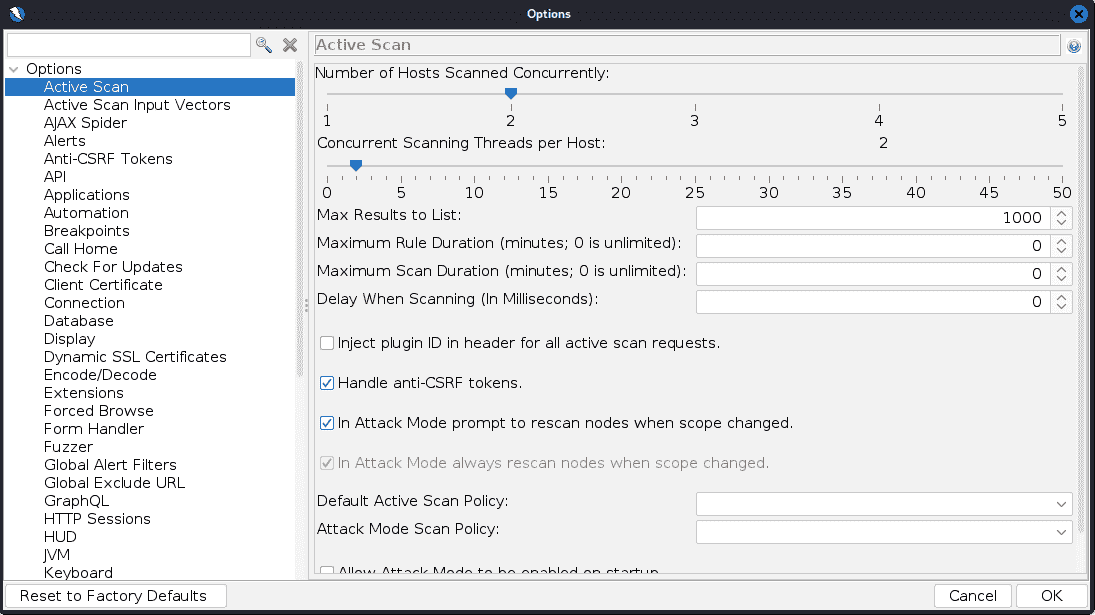 Options
Options
Active Scan
Active Scan Input Vectors
AJAX Spider
Alerts
Anti-CSRF Tokens
API
Applications
Automation
Breakpoints
Call Home
Check For Updates
Client Certificate
Connection
Database
Display
Dynamic SSL Certificates
Encode/Decode
Extensions
Forced Browse
Form Handler
Fuzzer
Global Alert Filters
Global Exclude URL
GraphQL
HTTP Sessions
HUD
JVM
Keyboard
Active Scan
Number of Hosts Scanned Concurrently:
1 2 3 4 5
Concurrent Scanning Threads per Host: 2
0 5 10 15 20 25 30 35 40 45 50
Max Results to List: 1000
Maximum Rule Duration (minutes; 0 is unlimited): 0
Maximum Scan Duration (minutes; 0 is unlimited): 0
Delay When Scanning (In Milliseconds): 0
Inject plugin ID in header for all active scan requests.
Handle anti-CSRF tokens.
In Attack Mode prompt to rescan nodes when scope changed.
In Attack Mode always rescan nodes when scope changed.
Default Active Scan Policy:
Attack Mode Scan Policy:
Allow Attack Mode to be enabled on startup
Reset to Factory Defaults
Cancel OK